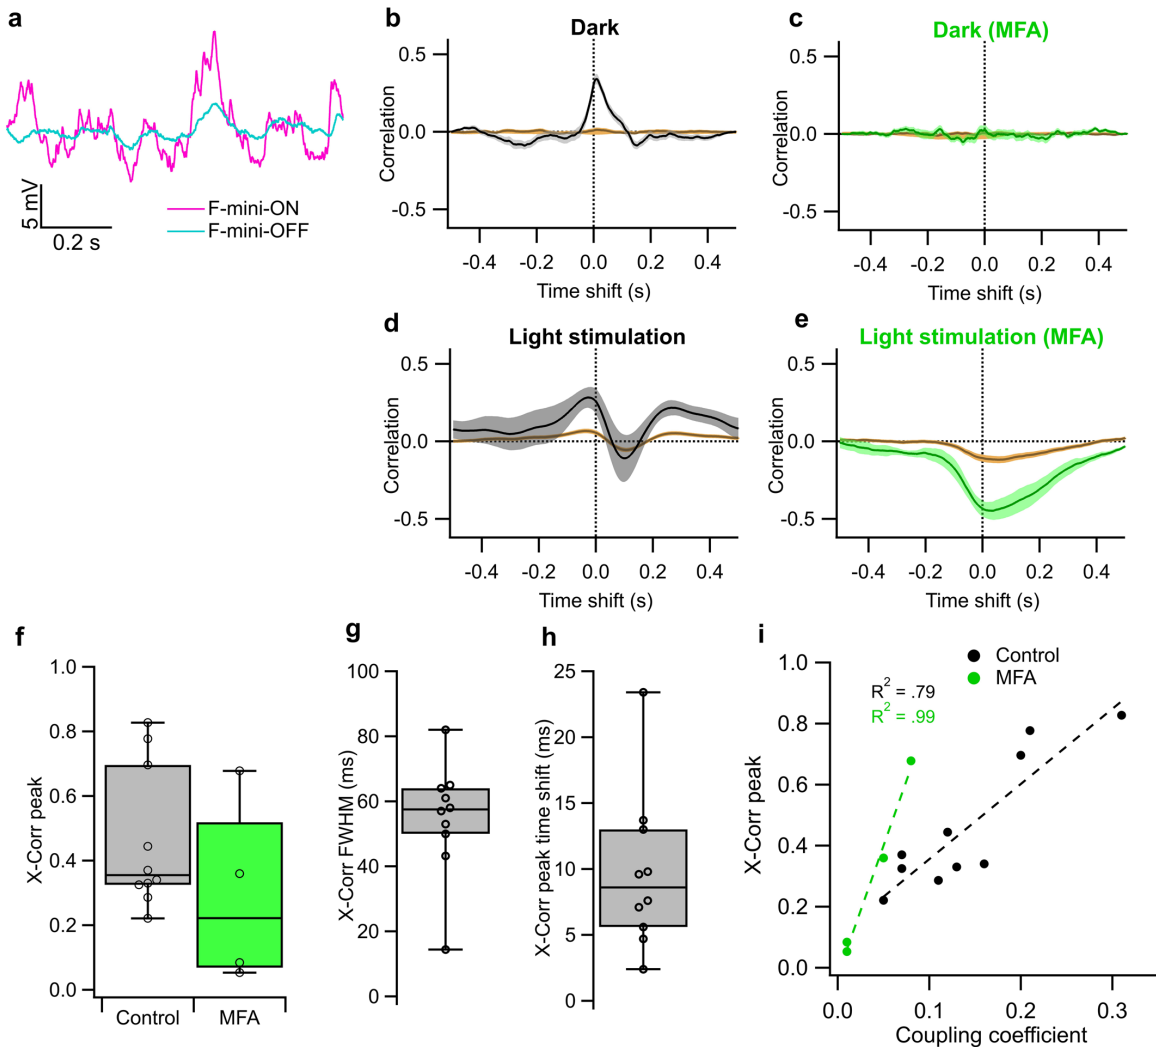 a
F-mini-ON
F-mini-OFF
5 mV
0.2 s
b
Dark
Correlation
0.5
0.0
-0.5
-0.4
-0.2
0.0
0.2
0.4
Time shift (s)
c
Dark (MFA)
Correlation
0.5
0.0
-0.5
-0.4
-0.2
0.0
0.2
0.4
Time shift (s)
d
Light stimulation
Correlation
0.5
0.0
-0.5
-0.4
-0.2
0.0
0.2
0.4
Time shift (s)
e
Light stimulation (MFA)
Correlation
0.5
0.0
-0.5
-0.4
-0.2
0.0
0.2
0.4
Time shift (s)
f
X-Corr peak
1.0
0.8
0.6
0.4
0.2
0.0
Control
MFA
g
X-Corr FWHM (ms)
100
80
60
40
20
0
h
X-Corr peak time shift (ms)
25
20
15
10
5
0
i
Control
MFA
R² = .79
R² = .99
X-Corr peak
1.0
0.8
0.6
0.4
0.2
0.0
0.0
0.1
0.2
0.3
Coupling coefficient